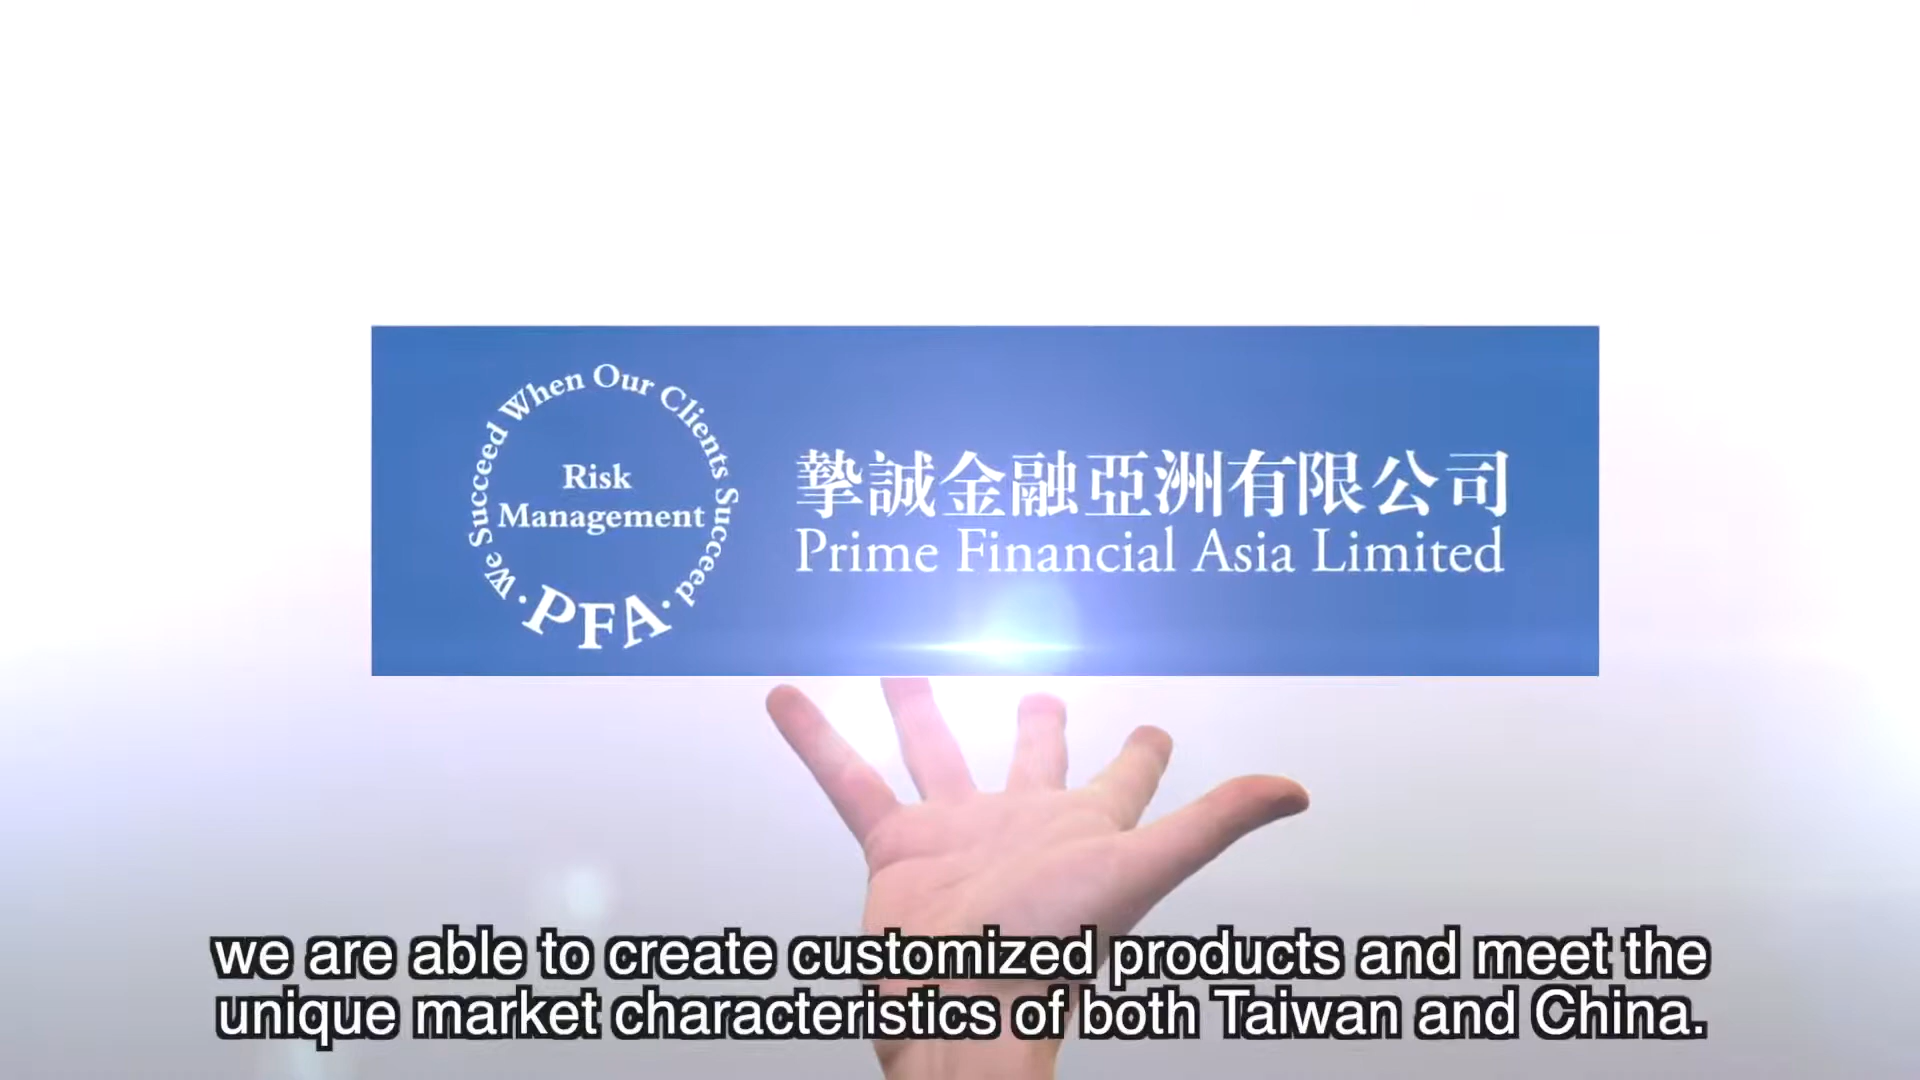 We Succeed When Our Clients Succeed
Risk
Management
·PFA·
摯誠金融亞洲有限公司
Prime Financial Asia Limited
we are able to create customized products and meet the
unique market characteristics of both Taiwan and China.